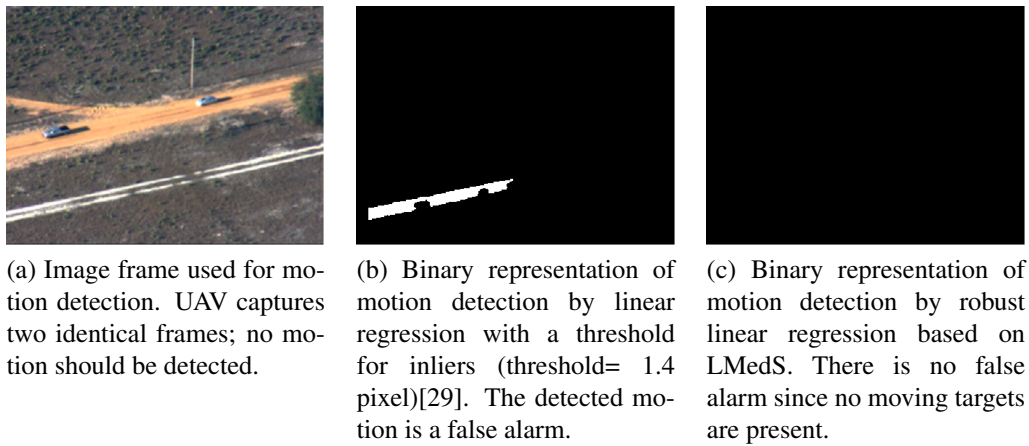 (a) Image frame used for mo-
tion detection. UAV captures
two identical frames; no mo-
tion should be detected.
(b) Binary representation of
motion detection by linear
regression with a threshold
for inliers (threshold= 1.4
pixel)[29]. The detected mo-
tion is a false alarm.
(c) Binary representation of
motion detection by robust
linear regression based on
LMedS. There is no false
alarm since no moving targets
are present.